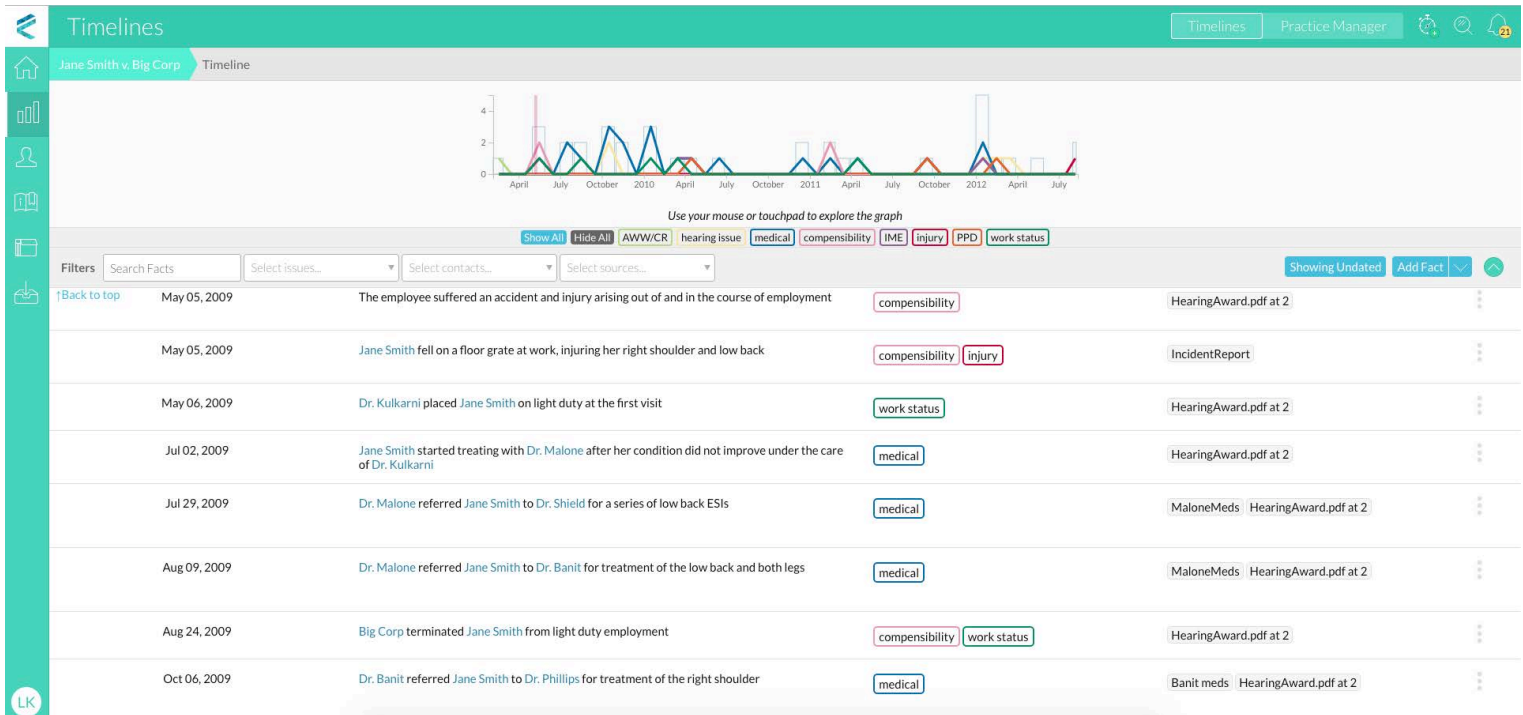 Timelines
Timelines Practice Manager 21
Jane Smith v. Big Corp Timeline
4
2
0
April July October 2010 April July October 2011 April July October 2012 April July
Use your mouse or touchpad to explore the graph
Show All Hide All AWW/CR hearing issue medical compensibility IME injury PPD work status
Filters Search Facts Select issues... Select contacts... Select sources... Showing Undated Add Fact
↑Back to top May 05, 2009 The employee suffered an accident and injury arising out of and in the course of employment compensibility HearingAward.pdf at 2
May 05, 2009 Jane Smith fell on a floor grate at work, injuring her right shoulder and low back compensibility injury IncidentReport
May 06, 2009 Dr. Kulkarni placed Jane Smith on light duty at the first visit work status HearingAward.pdf at 2
Jul 02, 2009 Jane Smith started treating with Dr. Malone after her condition did not improve under the care
of Dr. Kulkarni medical HearingAward.pdf at 2
Jul 29, 2009 Dr. Malone referred Jane Smith to Dr. Shield for a series of low back ESIs medical MaloneMeds HearingAward.pdf at 2
Aug 09, 2009 Dr. Malone referred Jane Smith to Dr. Banit for treatment of the low back and both legs medical MaloneMeds HearingAward.pdf at 2
Aug 24, 2009 Big Corp terminated Jane Smith from light duty employment compensibility work status HearingAward.pdf at 2
Oct 06, 2009 Dr. Banit referred Jane Smith to Dr. Phillips for treatment of the right shoulder medical Banit meds HearingAward.pdf at 2
LK